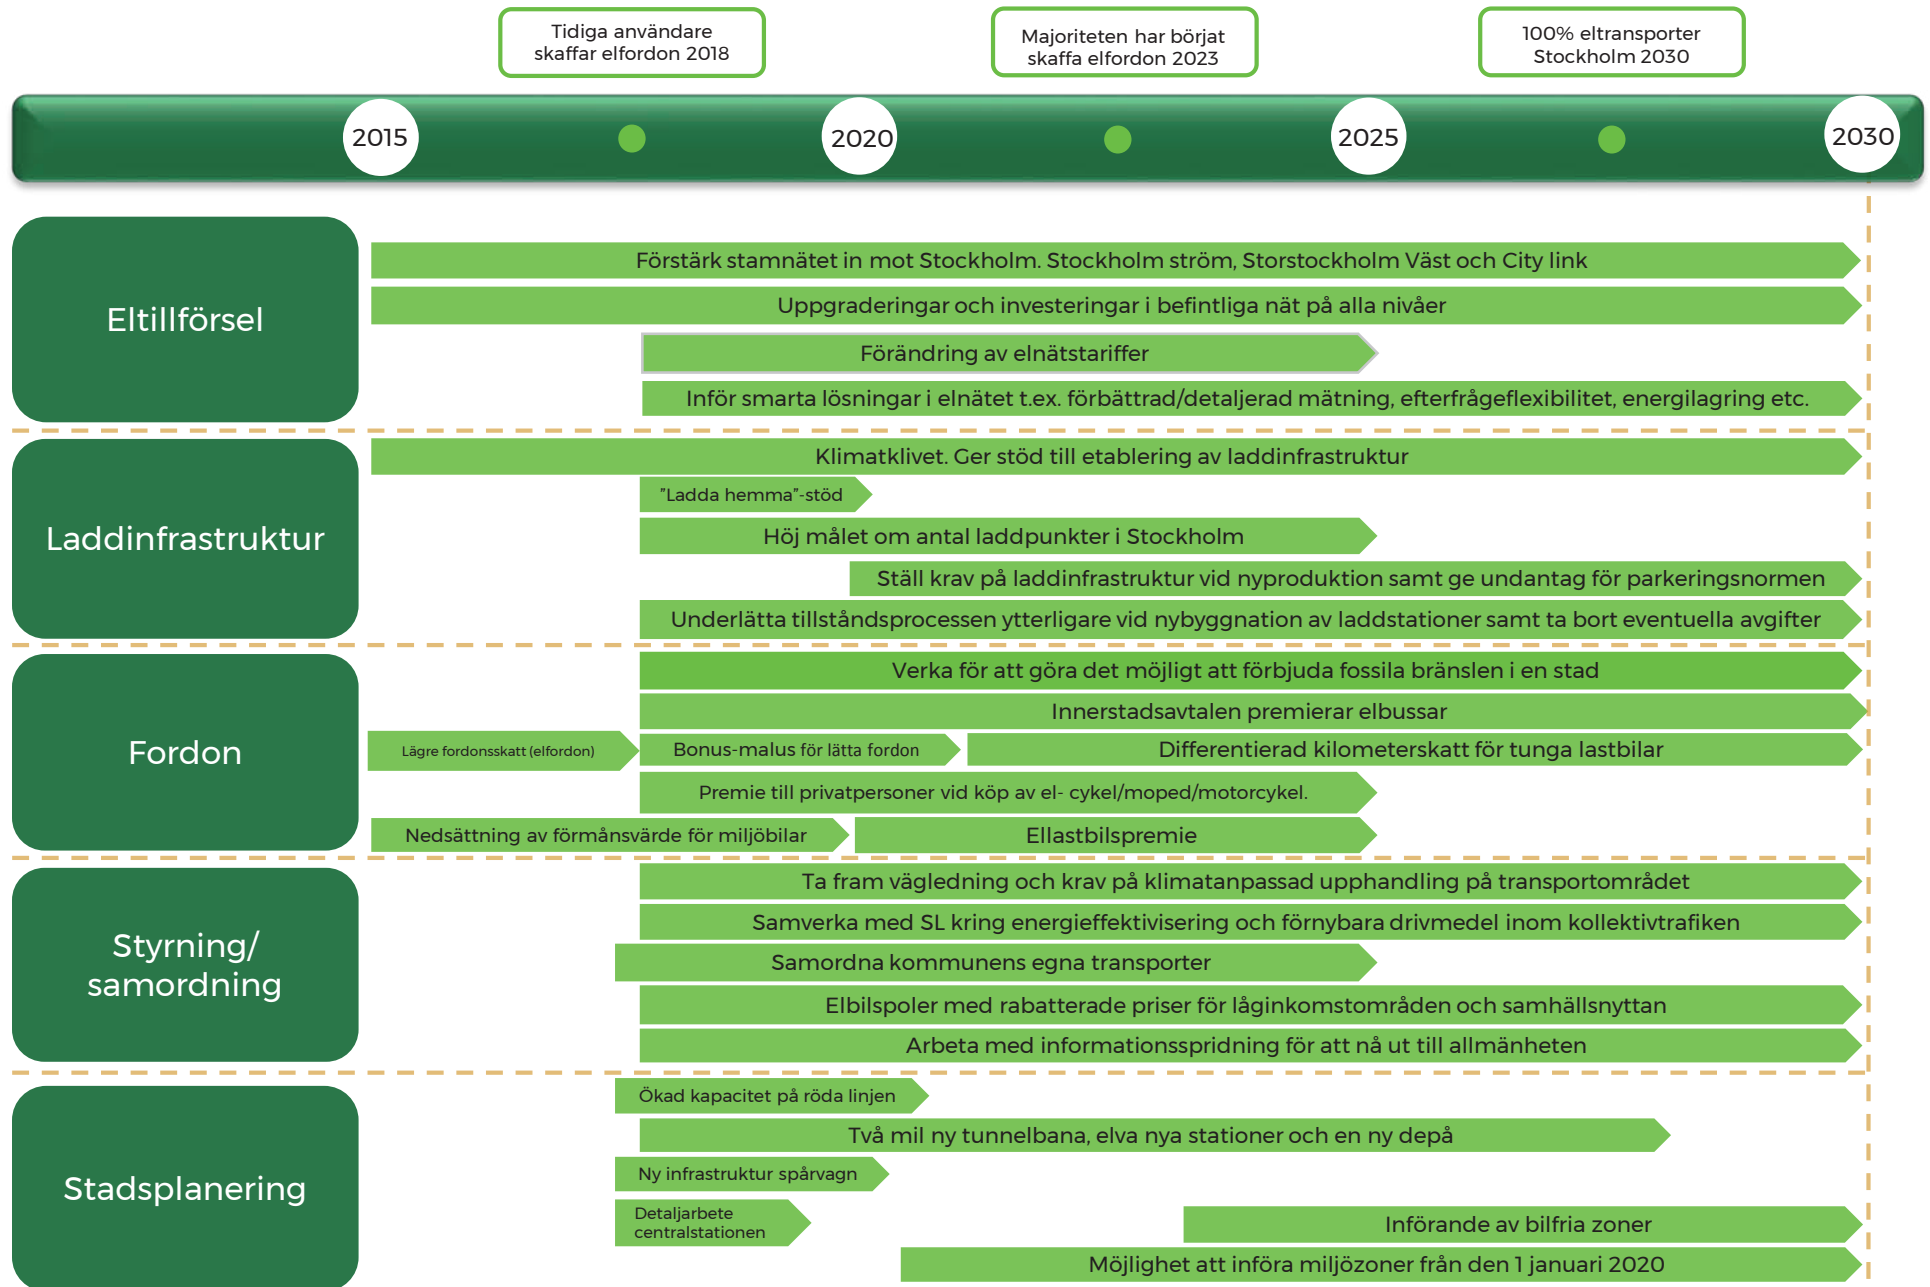 Tidiga användare
skaffar elfordon 2018
Majoriteten har börjat
skaffa elfordon 2023
100% eltransporter
Stockholm 2030
2015
2020
2025
2030
Eltillförsel
Förstärk stamnätet in mot Stockholm. Stockholm ström, Storstockholm Väst och City link
Uppgraderingar och investeringar i befintliga nät på alla nivåer
Förändring av elnätstariffer
Inför smarta lösningar i elnätet t.ex. förbättrad/detaljerad mätning, efterfrågeflexibilitet, energilagring etc.
Laddinfrastruktur
Klimatklivet. Ger stöd till etablering av laddinfrastruktur
”Ladda hemma”-stöd
Höj målet om antal laddpunkter i Stockholm
Ställ krav på laddinfrastruktur vid nyproduktion samt ge undantag för parkeringsnormen
Underlätta tillståndsprocessen ytterligare vid nybyggnation av laddstationer samt ta bort eventuella avgifter
Fordon
Verka för att göra det möjligt att förbjuda fossila bränslen i en stad
Innerstadsavtalen premierar elbussar
Lägre fordonsskatt (elfordon)
Bonus-malus för lätta fordon
Differentierad kilometerskatt för tunga lastbilar
Premie till privatpersoner vid köp av el- cykel/moped/motorcykel.
Nedsättning av förmånsvärde för miljöbilar
Ellastbilspremie
Styrning/
samordning
Ta fram vägledning och krav på klimatanpassad upphandling på transportområdet
Samverka med SL kring energieffektivisering och förnybara drivmedel inom kollektivtrafiken
Samordna kommunens egna transporter
Elbilspoler med rabatterade priser för låginkomstområden och samhällsnyttan
Arbeta med informationsspridning för att nå ut till allmänheten
Stadsplanering
Ökad kapacitet på röda linjen
Två mil ny tunnelbana, elva nya stationer och en ny depå
Ny infrastruktur spårvagn
Detaljarbete
centralstationen
Införande av bilfria zoner
Möjlighet att införa miljözoner från den 1 januari 2020